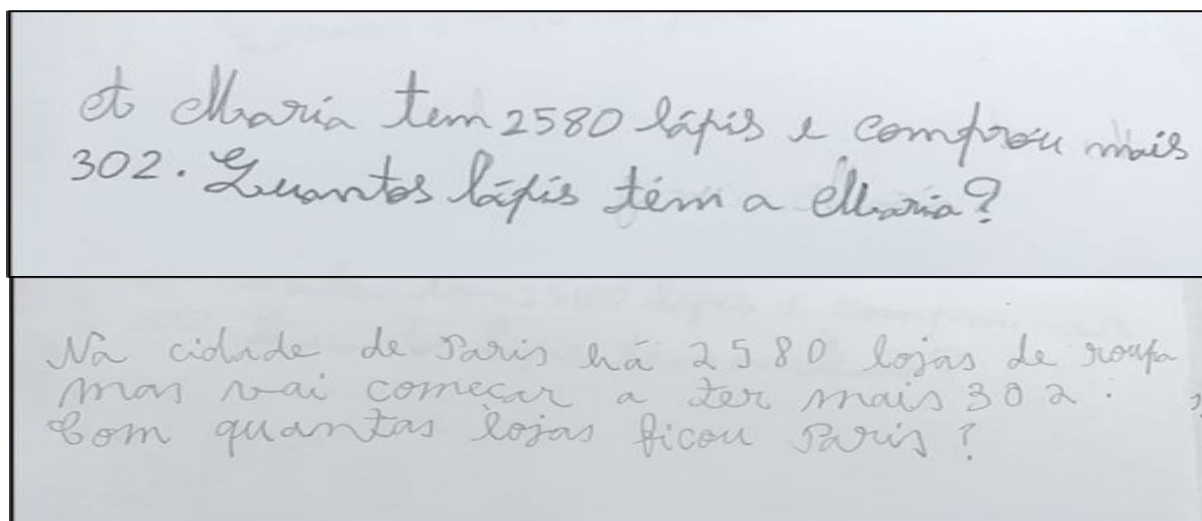 A Maria tem 2580 lápis e comprou mais
302. Quantos lápis têm a Maria?
Na cidade de Paris há 2580 lojas de roupa
mas vai começar a ter mais 302.
Com quantas lojas ficou Paris?